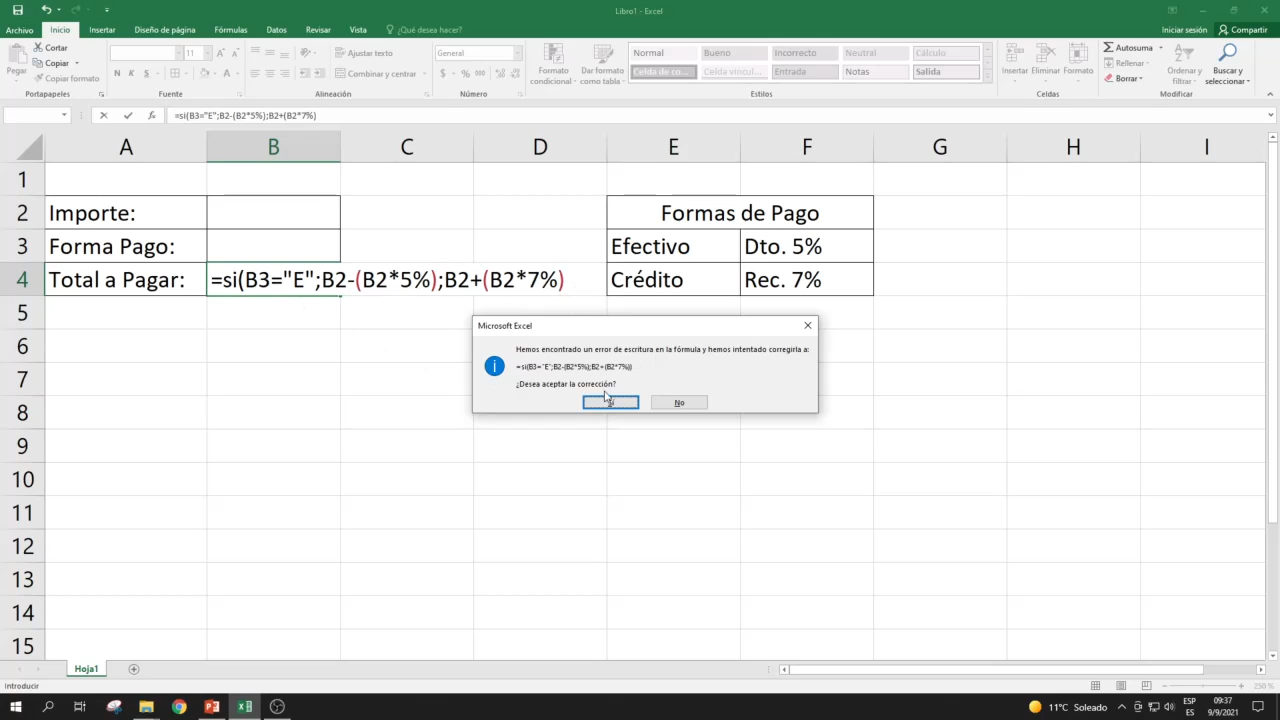 Libro1 - Excel
Archivo Inicio Insertar Diseño de página Fórmulas Datos Revisar Vista ¿Qué desea hacer? Iniciar sesión Compartir
Pegar
Cortar
Copiar
Copiar formato
Portapapeles
11
N K S
Fuente
Ajustar texto
Combinar y centrar
Alineación
General
$ % 000
Número
Formato condicional
Dar formato como tabla
Normal Bueno Incorrecto Neutral Cálculo
Celda de co... Celda vincul... Entrada Notas Salida
Estilos
Insertar Eliminar Formato
Celdas
Autosuma
Rellenar
Borrar
Ordenar y filtrar
Buscar y seleccionar
Modificar
fx =si(B3="E";B2-(B2*5%);B2+(B2*7%)
A B C D E F G H I
1
2 Importe: Formas de Pago
3 Forma Pago: Efectivo Dto. 5%
4 Total a Pagar: =si(B3="E";B2-(B2*5%);B2+(B2*7%) Crédito Rec. 7%
5
6
7
8
9
10
11
12
13
14
15
Microsoft Excel
Hemos encontrado un error de escritura en la fórmula y hemos intentado corregirla a:
=si(B3="E";B2-(B2*5%);B2+(B2*7%))
¿Desea aceptar la corrección?
Sí No
Hoja1
Introducir 258 %
11°C Soleado
ESP
ES
09:37
9/9/2021